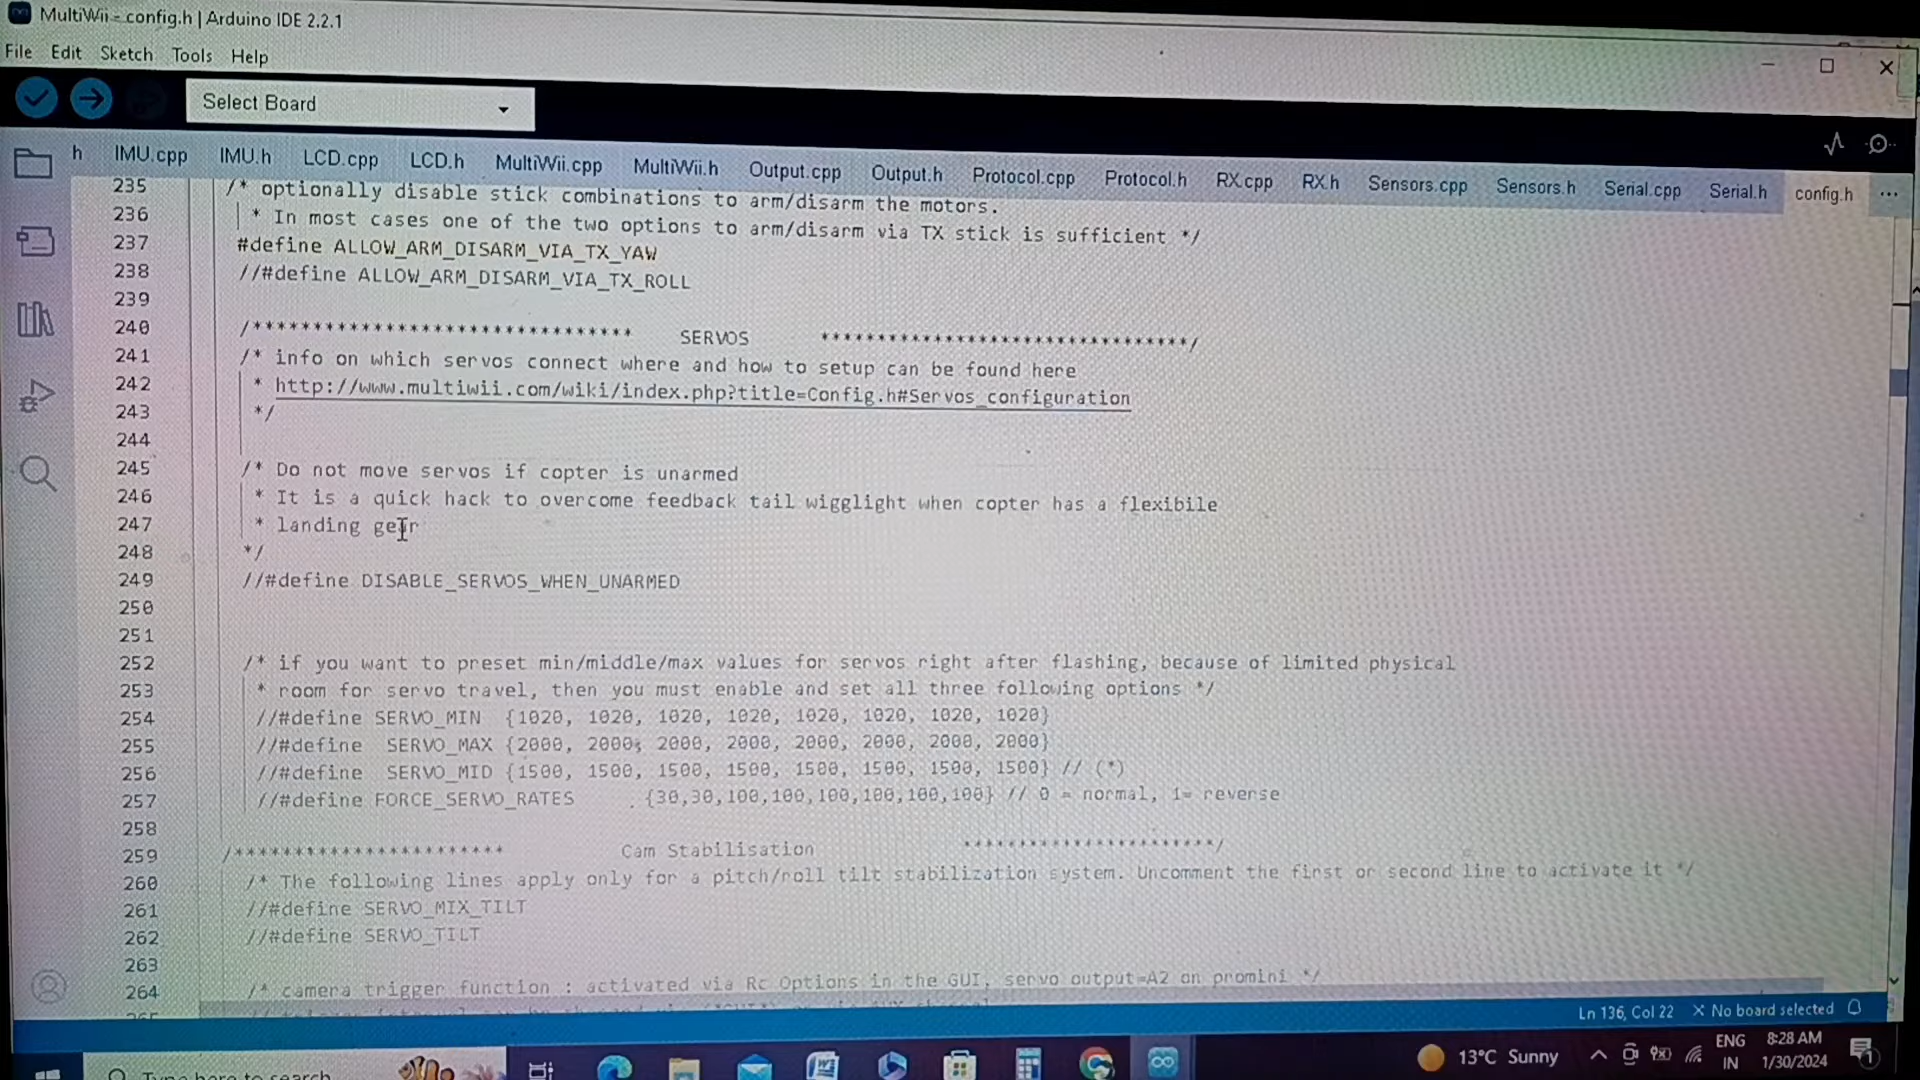 MultiWii - config.h | Arduino IDE 2.2.1
File Edit Sketch Tools Help
Select Board
h IMU.cpp IMU.h LCD.cpp LCD.h MultiWii.cpp MultiWii.h Output.cpp Output.h Protocol.cpp Protocol.h RX.cpp RX.h Sensors.cpp Sensors.h Serial.cpp Serial.h config.h ...
235 /* optionally disable stick combinations to arm/disarm the motors.
236 * In most cases one of the two options to arm/disarm via TX stick is sufficient */
237 #define ALLOW_ARM_DISARM_VIA_TX_YAW
238 //#define ALLOW_ARM_DISARM_VIA_TX_ROLL
239
240 /******************************** SERVOS *******************************/
241 /* info on which servos connect where and how to setup can be found here
242 * http://www.multiwii.com/wiki/index.php?title=Config.h#Servos_configuration
243 */
244
245 /* Do not move servos if copter is unarmed
246 * It is a quick hack to overcome feedback tail wigglight when copter has a flexibile
247 * landing gear
248 */
249 //#define DISABLE_SERVOS_WHEN_UNARMED
250
251
252 /* if you want to preset min/middle/max values for servos right after flashing, because of limited physical
253 * room for servo travel, then you must enable and set all three following options */
254 //#define SERVO_MIN {1020, 1020, 1020, 1020, 1020, 1020, 1020, 1020}
255 //#define SERVO_MAX {2000, 2000, 2000, 2000, 2000, 2000, 2000, 2000}
256 //#define SERVO_MID {1500, 1500, 1500, 1500, 1500, 1500, 1500, 1500} // (*)
257 //#define FORCE_SERVO_RATES {30,30,100,100,100,100,100,100} // 0 = normal, 1= reverse
258
259 /*********************** Cam Stabilisation ***********************/
260 /* The following lines apply only for a pitch/roll tilt stabilization system. Uncomment the first or second line to activate it */
261 //#define SERVO_MIX_TILT
262 //#define SERVO_TILT
263
264 /* camera trigger function : activated via Rc Options in the GUI, servo output=A2 on promini */
Ln 136, Col 22 X No board selected
Type here to search
13°C Sunny
ENG
IN
8:28 AM
1/30/2024
1